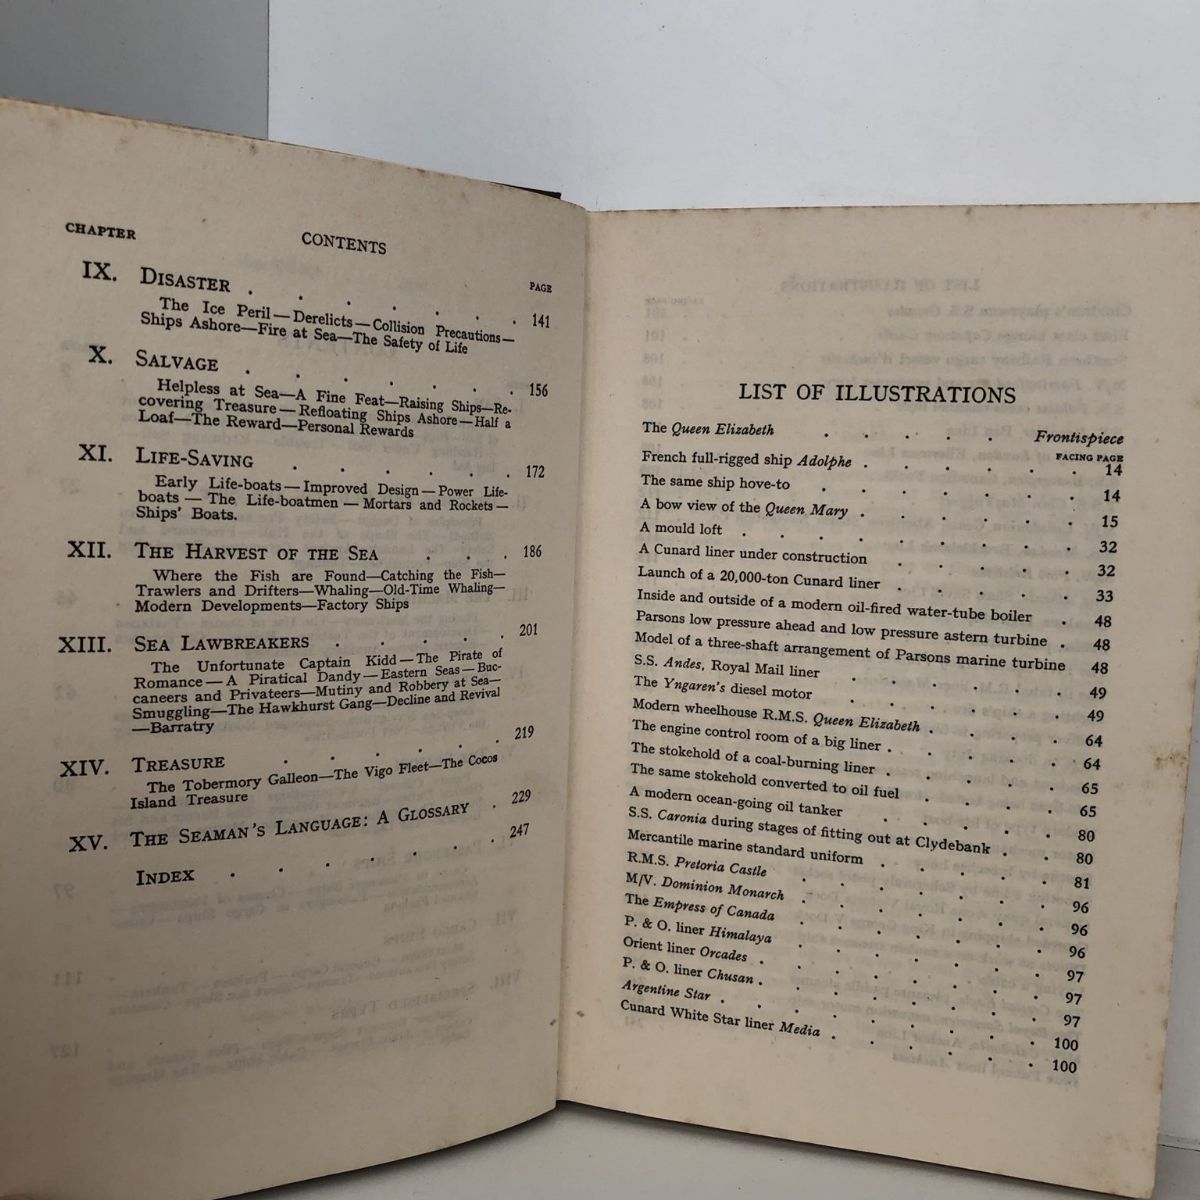 CHAPTER CONTENTS
PAGE
IX. DISASTER . . . . . . . 141
The Ice Peril—Derelicts—Collision Precautions—
Ships Ashore—Fire at Sea—The Safety of Life
X. SALVAGE . . . . . . . 156
Helpless at Sea—A Fine Feat—Raising Ships—Re-
covering Treasure—Refloating Ships Ashore—Half a
Loaf—The Reward—Personal Rewards
XI. LIFE-SAVING . . . . . . 172
Early Life-boats—Improved Design—Power Life-
boats—The Life-boatmen—Mortars and Rockets—
Ships' Boats.
XII. THE HARVEST OF THE SEA . . . 186
Where the Fish are Found—Catching the Fish—
Trawlers and Drifters—Whaling—Old-Time Whaling—
Modern Developments—Factory Ships
XIII. SEA LAWBREAKERS . . . . . 201
The Unfortunate Captain Kidd—The Pirate of
Romance—A Piratical Dandy—Eastern Seas—Buc-
caneers and Privateers—Mutiny and Robbery at Sea—
Smuggling—The Hawkhurst Gang—Decline and Revival
—Barratry
XIV. TREASURE . . . . . . 219
The Tobermory Galleon—The Vigo Fleet—The Cocos
Island Treasure
XV. THE SEAMAN'S LANGUAGE: A GLOSSARY . 229
INDEX . . . . . . . 247
LIST OF ILLUSTRATIONS
The Queen Elizabeth . . . . . Frontispiece
FACING PAGE
French full-rigged ship Adolphe . . . . . . 14
The same ship hove-to . . . . . . . 14
A bow view of the Queen Mary . . . . . . 15
A mould loft . . . . . . . . . 32
A Cunard liner under construction . . . . . 32
Launch of a 20,000-ton Cunard liner . . . . . 33
Inside and outside of a modern oil-fired water-tube boiler . 48
Parsons low pressure ahead and low pressure astern turbine . 48
Model of a three-shaft arrangement of Parsons marine turbine 48
S.S. Andes, Royal Mail liner . . . . . . 49
The Yngaren's diesel motor . . . . . . 49
Modern wheelhouse R.M.S. Queen Elizabeth . . . . 64
The engine control room of a big liner . . . . . 64
The stokehold of a coal-burning liner . . . . . 65
The same stokehold converted to oil fuel . . . . 65
A modern ocean-going oil tanker . . . . . 80
S.S. Caronia during stages of fitting out at Clydebank . . 80
Mercantile marine standard uniform . . . . . 81
R.M.S. Pretoria Castle . . . . . . . 96
M/V. Dominion Monarch . . . . . . . 96
The Empress of Canada . . . . . . . 96
P. & O. liner Himalaya . . . . . . . 97
Orient liner Orcades . . . . . . . . 97
P. & O. liner Chusan . . . . . . . . 97
Argentine Star . . . . . . . . . 100
Cunard White Star liner Media . . . . . . 100